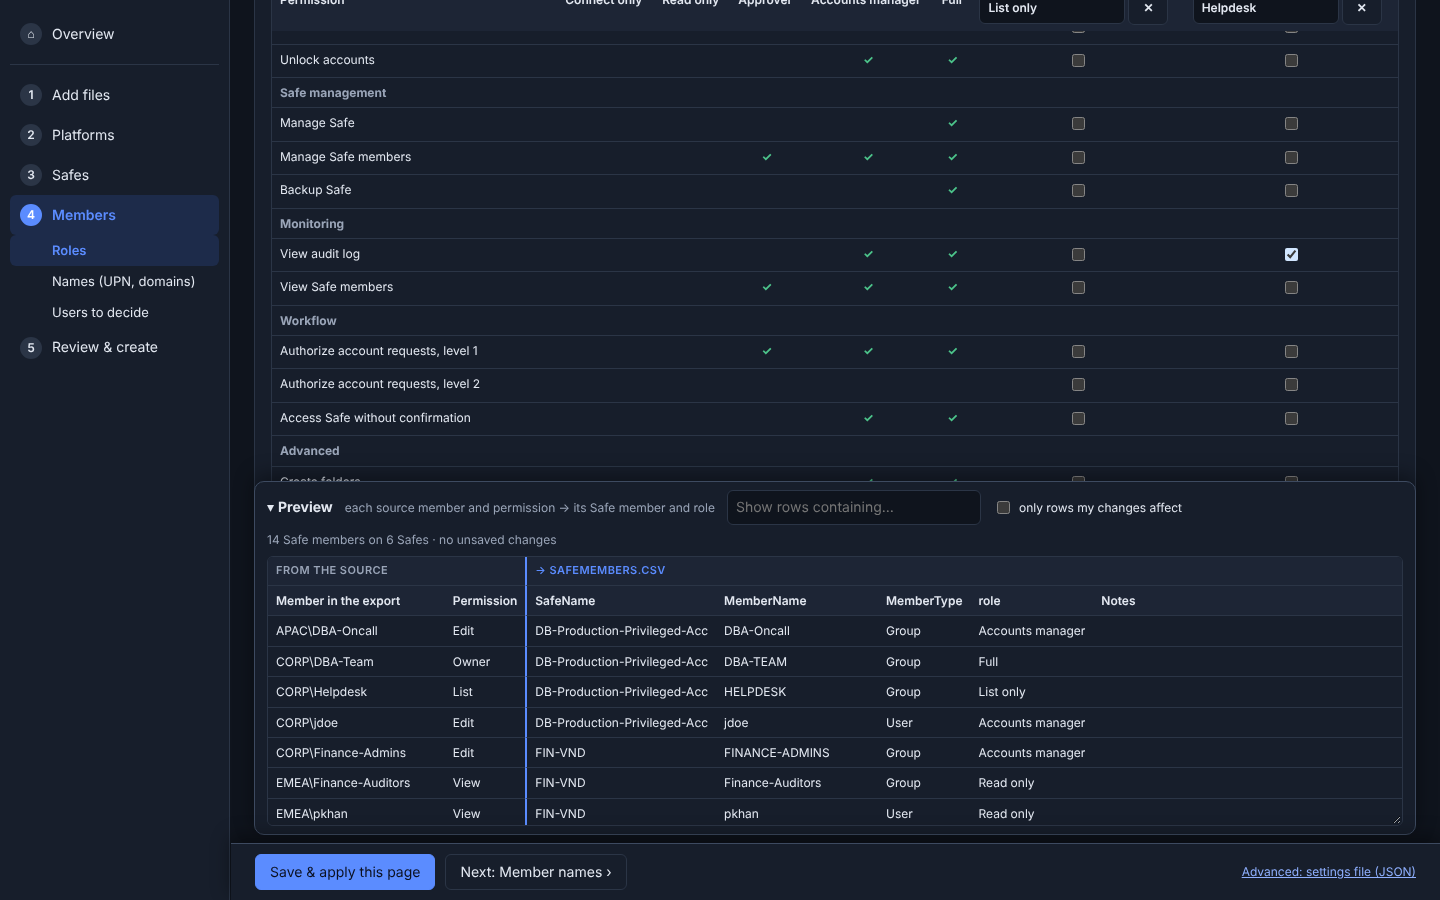 Permission Connect only Read only Approver Accounts manager Full List only ✕ Helpdesk ✕
⌂ Overview
1 Add files
2 Platforms
3 Safes
4 Members
Roles
Names (UPN, domains)
Users to decide
5 Review & create
Unlock accounts ✓ ✓
Safe management
Manage Safe ✓
Manage Safe members ✓ ✓ ✓
Backup Safe ✓
Monitoring
View audit log ✓ ✓
View Safe members ✓ ✓ ✓
Workflow
Authorize account requests, level 1 ✓ ✓ ✓
Authorize account requests, level 2
Access Safe without confirmation ✓ ✓
Advanced
Create folders
▾ Preview each source member and permission → its Safe member and role Show rows containing... only rows my changes affect
14 Safe members on 6 Safes · no unsaved changes
FROM THE SOURCE → SAFEMEMBERS.CSV
Member in the export Permission SafeName MemberName MemberType role Notes
APAC\DBA-Oncall Edit DB-Production-Privileged-Acc DBA-Oncall Group Accounts manager
CORP\DBA-Team Owner DB-Production-Privileged-Acc DBA-TEAM Group Full
CORP\Helpdesk List DB-Production-Privileged-Acc HELPDESK Group List only
CORP\jdoe Edit DB-Production-Privileged-Acc jdoe User Accounts manager
CORP\Finance-Admins Edit FIN-VND FINANCE-ADMINS Group Accounts manager
EMEA\Finance-Auditors View FIN-VND Finance-Auditors Group Read only
EMEA\pkhan View FIN-VND pkhan User Read only
Save & apply this page Next: Member names › Advanced: settings file (JSON)